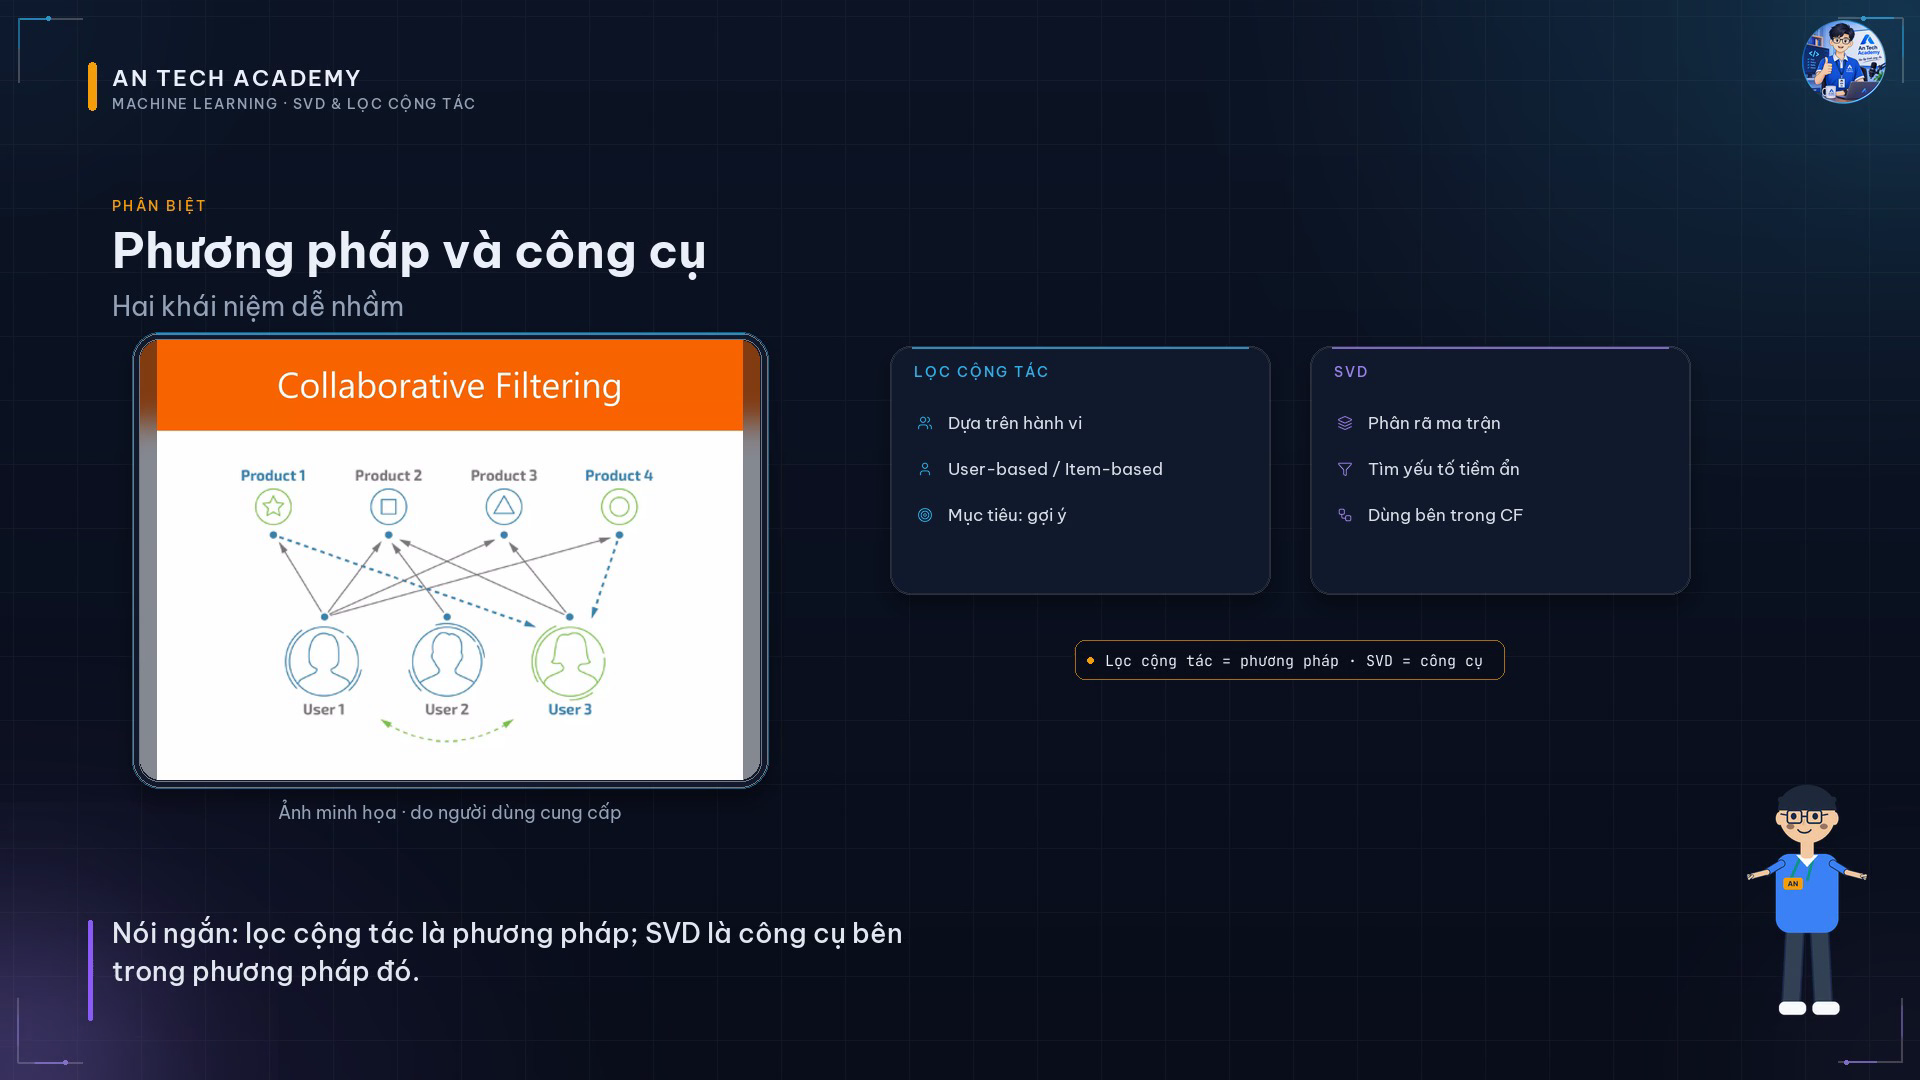 AN TECH ACADEMY
MACHINE LEARNING · SVD & LỌC CỘNG TÁC
An Tech
Academy
PHÂN BIỆT
Phương pháp và công cụ
Hai khái niệm dễ nhầm
Collaborative Filtering
Product 1
Product 2
Product 3
Product 4
User 1
User 2
User 3
Ảnh minh họa · do người dùng cung cấp
LỌC CỘNG TÁC
Dựa trên hành vi
User-based / Item-based
Mục tiêu: gợi ý
SVD
Phân rã ma trận
Tìm yếu tố tiềm ẩn
Dùng bên trong CF
Lọc cộng tác = phương pháp · SVD = công cụ
AN
Nói ngắn: lọc cộng tác là phương pháp; SVD là công cụ bên
trong phương pháp đó.